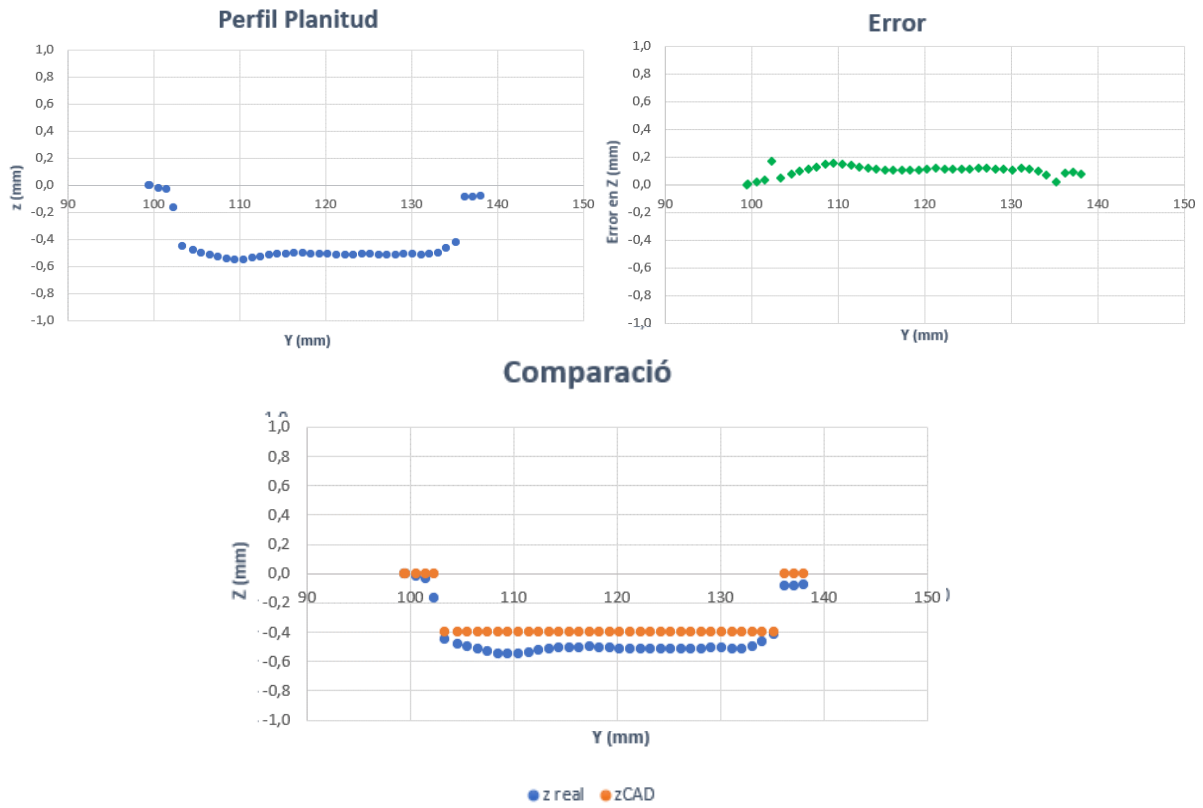 Perfil Planitud
1,0
0,8
0,6
0,4
0,2
0,0
-0,2
-0,4
-0,6
-0,8
-1,0
90 100 110 120 130 140 150
z (mm)
Y (mm)
Error
1,0
0,8
0,6
0,4
0,2
0,0
-0,2
-0,4
-0,6
-0,8
-1,0
90 100 110 120 130 140 150
Error en Z (mm)
Y (mm)
Comparació
1,0
0,8
0,6
0,4
0,2
0,0
-0,2
-0,4
-0,6
-0,8
-1,0
90 100 110 120 130 140 150
Z (mm)
Y (mm)
z real zCAD